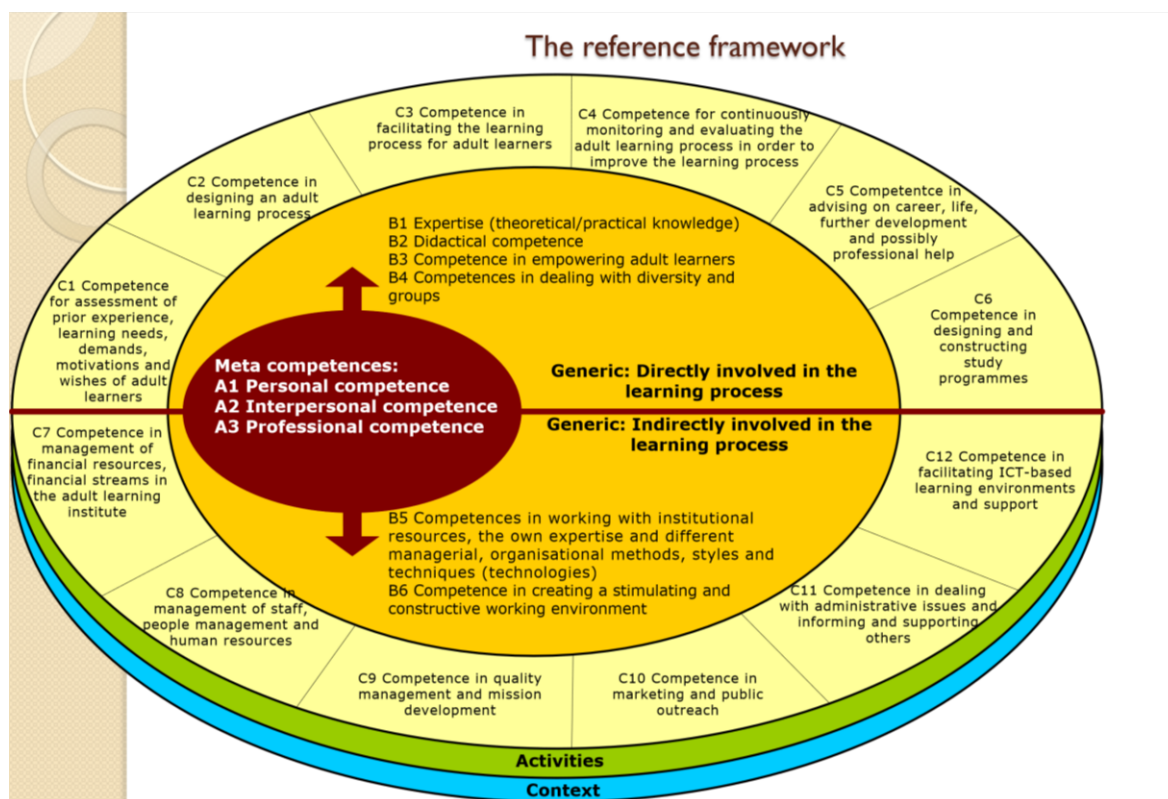 The reference framework
C3 Competence in
facilitating the learning
process for adult learners
C4 Competence for continuously
monitoring and evaluating the
adult learning process in order to
improve the learning process
C2 Competence in
designing an adult
learning process
C5 Competentce in
advising on career, life,
further development
and possibly
professional help
B1 Expertise (theoretical/practical knowledge)
B2 Didactical competence
B3 Competence in empowering adult learners
B4 Competences in dealing with diversity and
groups
C1 Competence
for assessment of
prior experience,
learning needs,
demands,
motivations and
wishes of adult
learners
C6
Competence in
designing and
constructing
study
programmes
Meta competences:
A1 Personal competence
A2 Interpersonal competence
A3 Professional competence
Generic: Directly involved in the
learning process
Generic: Indirectly involved in the
learning process
C7 Competence in
management of
financial resources,
financial streams in
the adult learning
institute
C12 Competence in
facilitating ICT-based
learning environments
and support
B5 Competences in working with institutional
resources, the own expertise and different
managerial, organisational methods, styles and
techniques (technologies)
B6 Competence in creating a stimulating and
constructive working environment
C8 Competence in
management of staff,
people management and
human resources
C11 Competence in dealing
with administrative issues and
informing and supporting
others
C9 Competence in quality
management and mission
development
C10 Competence in
marketing and public
outreach
Activities
Context